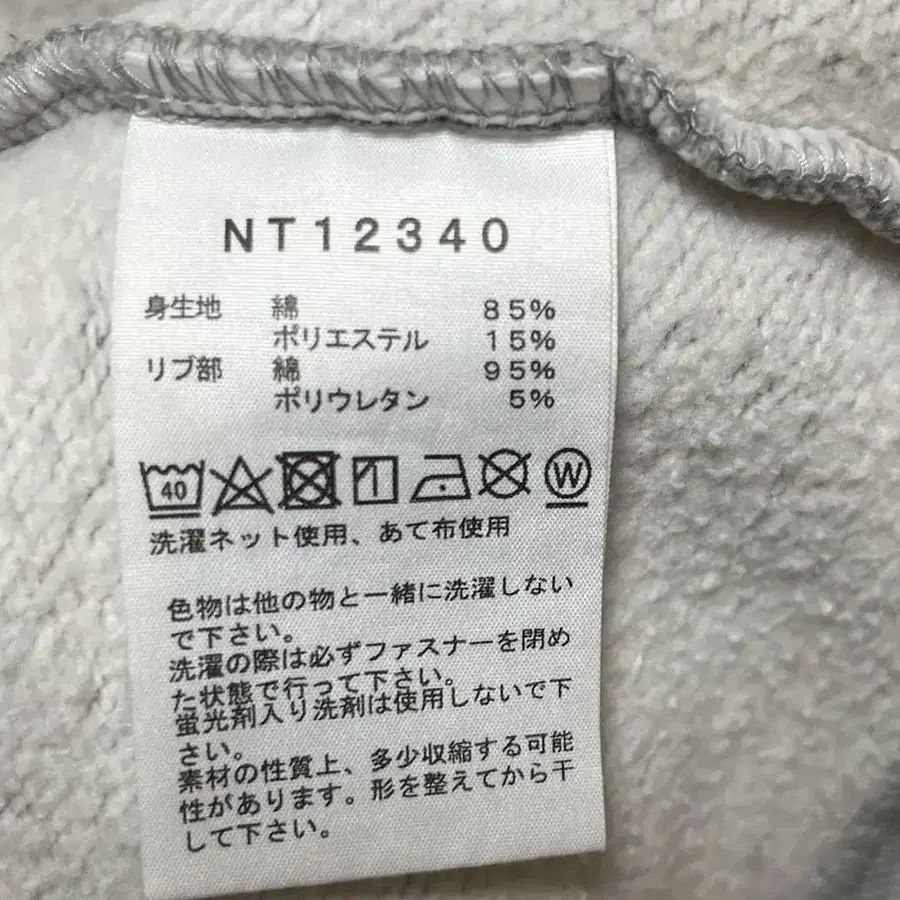 NT12340
身生地 綿 85%
ポリエステル 15%
リブ部 綿 95%
ポリウレタン 5%
40 W
洗濯ネット使用、あて布使用
色物は他の物と一緒に洗濯しない
で下さい。
洗濯の際は必ずファスナーを閉め
た状態で行って下さい。
蛍光剤入り洗剤は使用しないで下
さい。
素材の性質上、多少収縮する可能
性があります。形を整えてから干
して下さい。